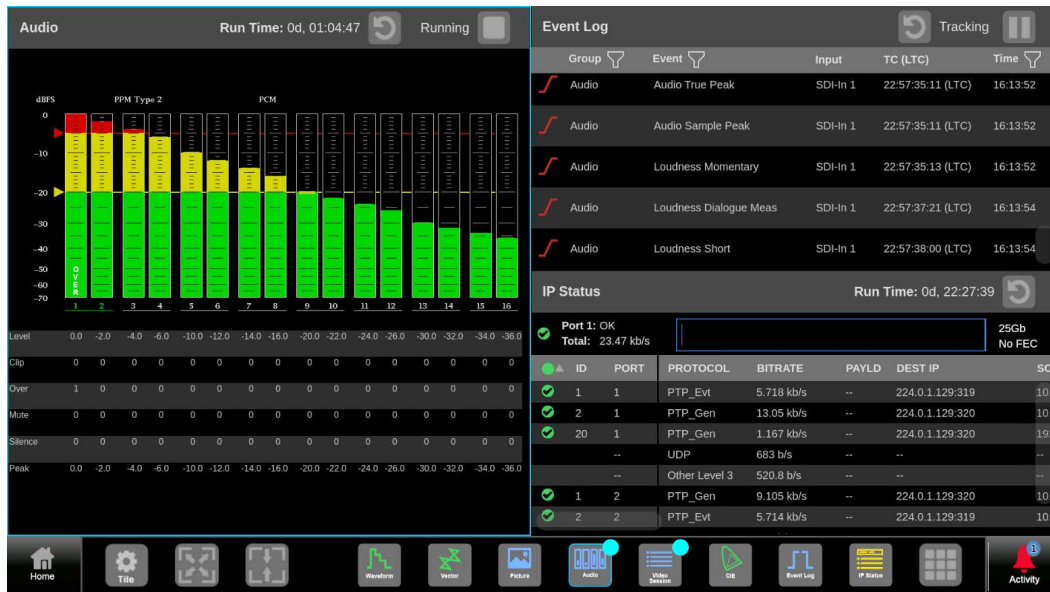 Audio
Run Time: 0d, 01:04:47
Running
dBFS PPM Type 2 PCM
0
-10
-20
-30
-40
-50
-60
-70
OVER
1 2 3 4 5 6 7 8 9 10 11 12 13 14 15 16
Level 0.0 -2.0 -4.0 -6.0 -10.0 -12.0 -14.0 -16.0 -20.0 -22.0 -24.0 -26.0 -30.0 -32.0 -34.0 -36.0
Clip 0 0 0 0 0 0 0 0 0 0 0 0 0 0 0 0
Over 1 0 0 0 0 0 0 0 0 0 0 0 0 0 0 0
Mute 0 0 0 0 0 0 0 0 0 0 0 0 0 0 0 0
Silence 0 0 0 0 0 0 0 0 0 0 0 0 0 0 0 0
Peak 0.0 -2.0 -4.0 -6.0 -10.0 -12.0 -14.0 -16.0 -20.0 -22.0 -24.0 -26.0 -30.0 -32.0 -34.0 -36.0
Event Log
Tracking
Group Event Input TC (LTC) Time
Audio Audio True Peak SDI-In 1 22:57:35:11 (LTC) 16:13:52
Audio Audio Sample Peak SDI-In 1 22:57:35:11 (LTC) 16:13:52
Audio Loudness Momentary SDI-In 1 22:57:35:13 (LTC) 16:13:52
Audio Loudness Dialogue Meas SDI-In 1 22:57:37:21 (LTC) 16:13:54
Audio Loudness Short SDI-In 1 22:57:38:00 (LTC) 16:13:54
IP Status
Run Time: 0d, 22:27:39
Port 1: OK
Total: 23.47 kb/s
25Gb
No FEC
ID PORT PROTOCOL BITRATE PAYLD DEST IP SO
1 1 PTP_Evt 5.718 kb/s -- 224.0.1.129:319 10
2 1 PTP_Gen 13.05 kb/s -- 224.0.1.129:320 10
20 1 PTP_Gen 1.167 kb/s -- 224.0.1.129:320 19
-- UDP 683 b/s -- -- --
-- Other Level 3 520.8 b/s -- -- --
1 2 PTP_Gen 9.105 kb/s -- 224.0.1.129:320 10
2 2 PTP_Evt 5.714 kb/s -- 224.0.1.129:319 10
Home
Tile
Waveform
Vector
Picture
Audio
Video Session
CIE
Event Log
IP Status
1
Activity